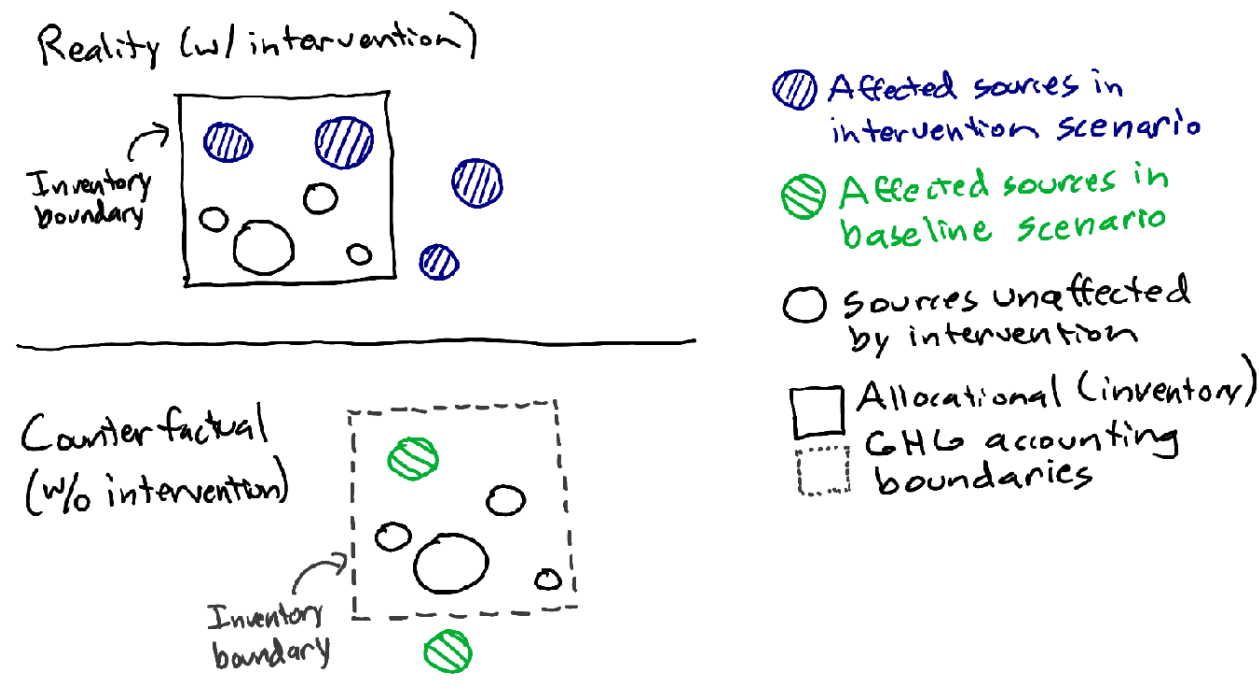 Reality (w/ intervention)
Inventory
boundary
Affected sources in
intervention scenario
Affected sources in
baseline scenario
Sources unaffected
by intervention
Allocational (inventory)
GHG accounting
boundaries
Counterfactual
(w/o intervention)
Inventory
boundary